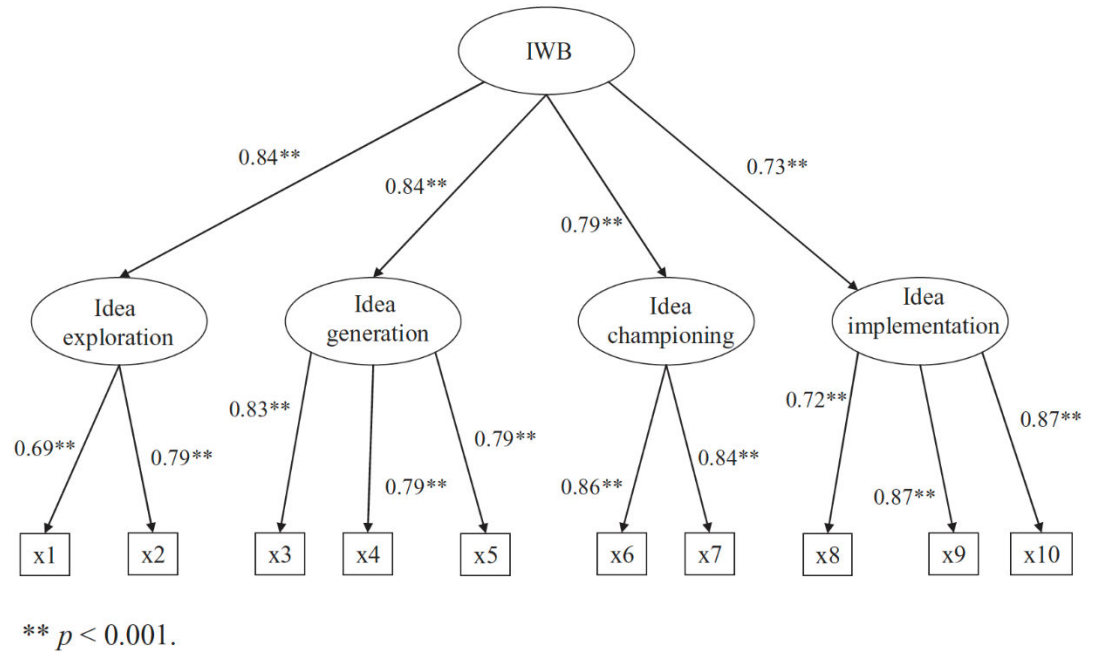 IWB
0.84**
0.84**
0.79**
0.73**
Idea
exploration
Idea
generation
Idea
championing
Idea
implementation
0.69**
0.79**
0.83**
0.79**
0.79**
0.86**
0.84**
0.72**
0.87**
0.87**
x1
x2
x3
x4
x5
x6
x7
x8
x9
x10
** p < 0.001.